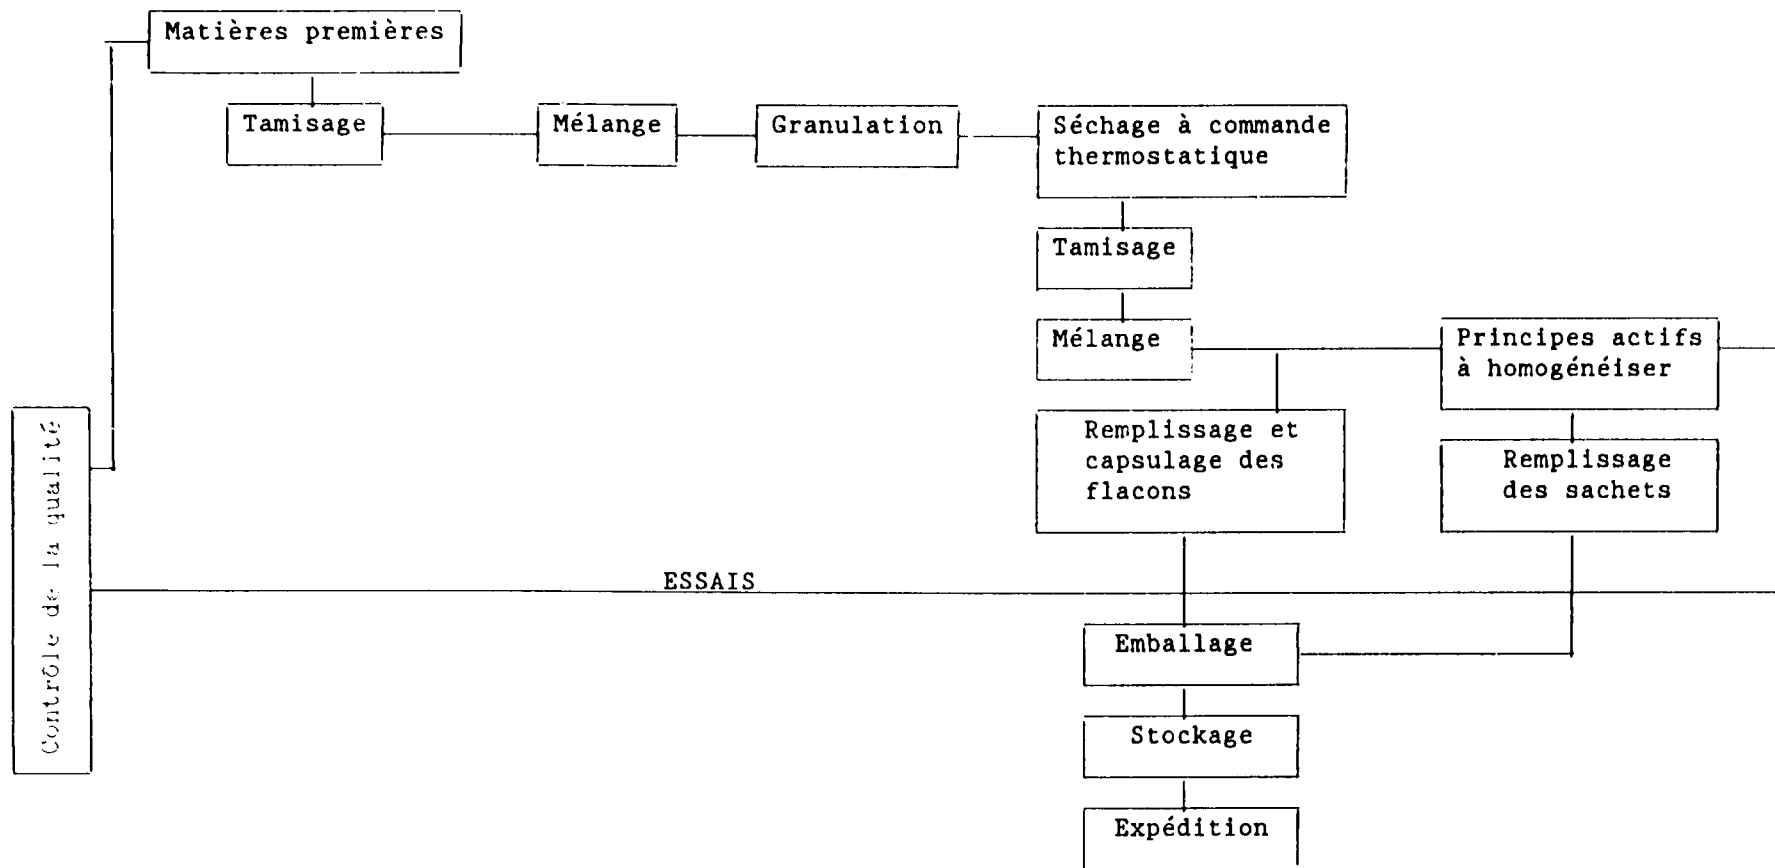 Matières premières
Tamisage
Mélange
Granulation
Séchage à commande
thermostatique
Tamisage
Mélange
Principes actifs
à homogénéiser
Remplissage et
capsulage des
flacons
Remplissage
des sachets
Contrôle de la qualité
ESSAIS
Emballage
Stockage
Expédition